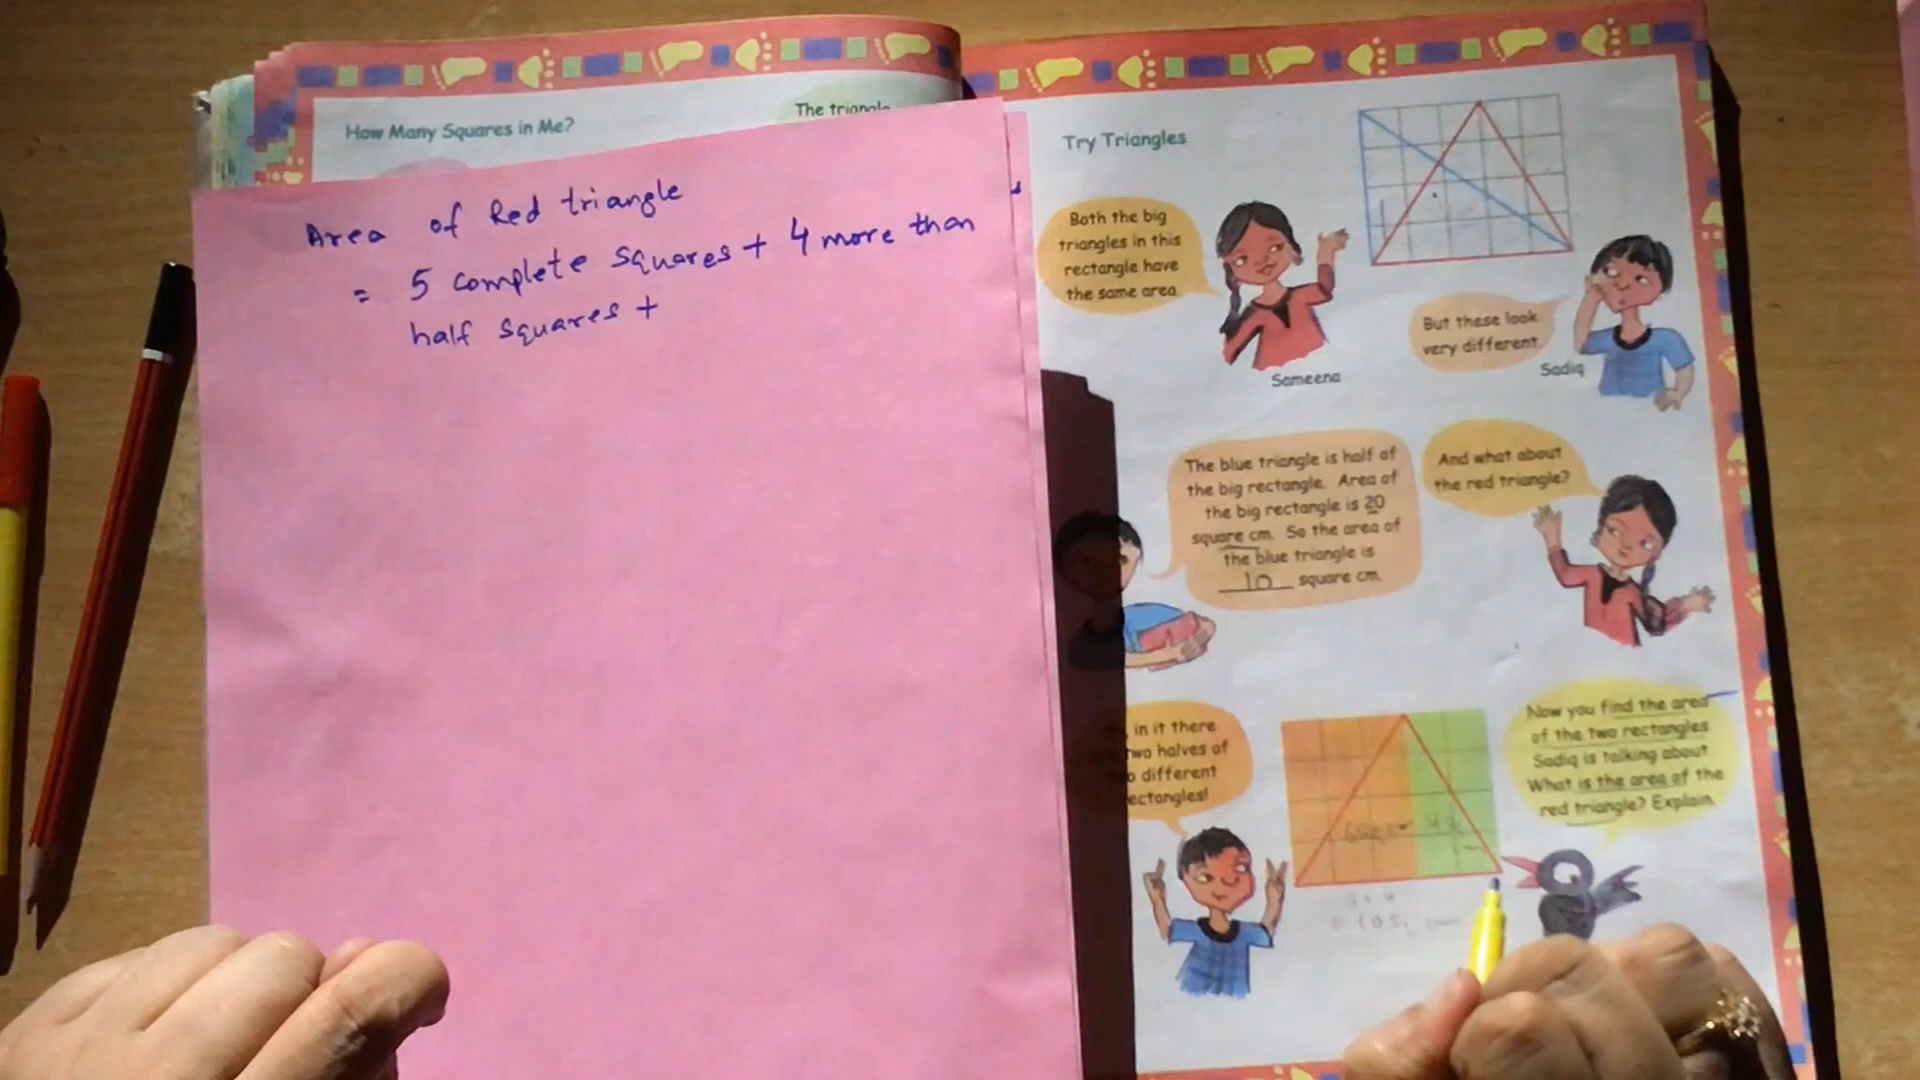 How Many Squares in Me?
The triangle
Area of Red triangle
= 5 complete squares + 4 more than
half squares +
Try Triangles
Both the big
triangles in this
rectangle have
the same area.
Sameena
But these look
very different.
Sadiq
The blue triangle is half of
the big rectangle. Area of
the big rectangle is 20
square cm. So the area of
the blue triangle is
10 square cm.
And what about
the red triangle?
in it there
two halves of
different
rectangles!
Now you find the area
of the two rectangles
Sadiq is talking about.
What is the area of the
red triangle? Explain.